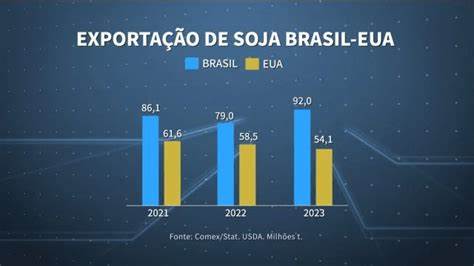 EXPORTAÇÃO DE SOJA BRASIL-EUA
BRASIL EUA
86,1 61,6 79,0 58,5 92,0 54,1
2021 2022 2023
Fonte: Comex/Stat. USDA. Milhões t.